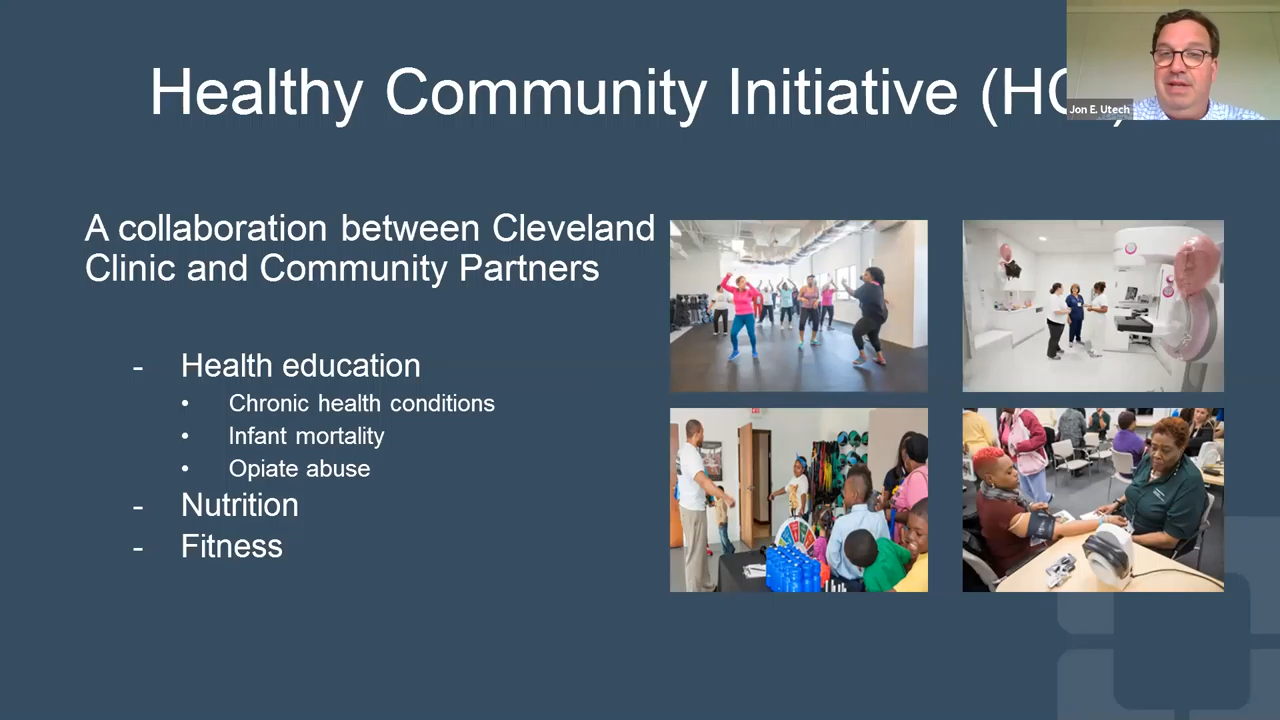 Healthy Community Initiative (HC
Jon E. Utech
A collaboration between Cleveland
Clinic and Community Partners
- Health education
• Chronic health conditions
• Infant mortality
• Opiate abuse
- Nutrition
- Fitness